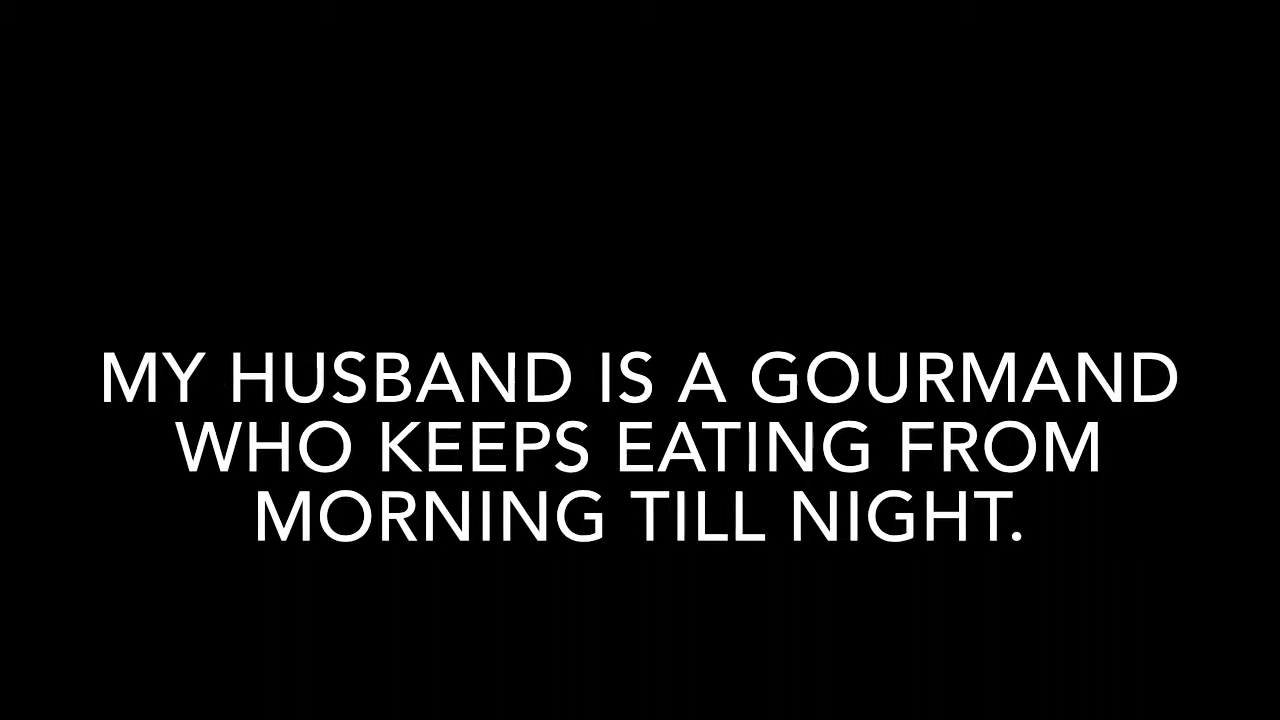 MY HUSBAND IS A GOURMAND
WHO KEEPS EATING FROM
MORNING TILL NIGHT.